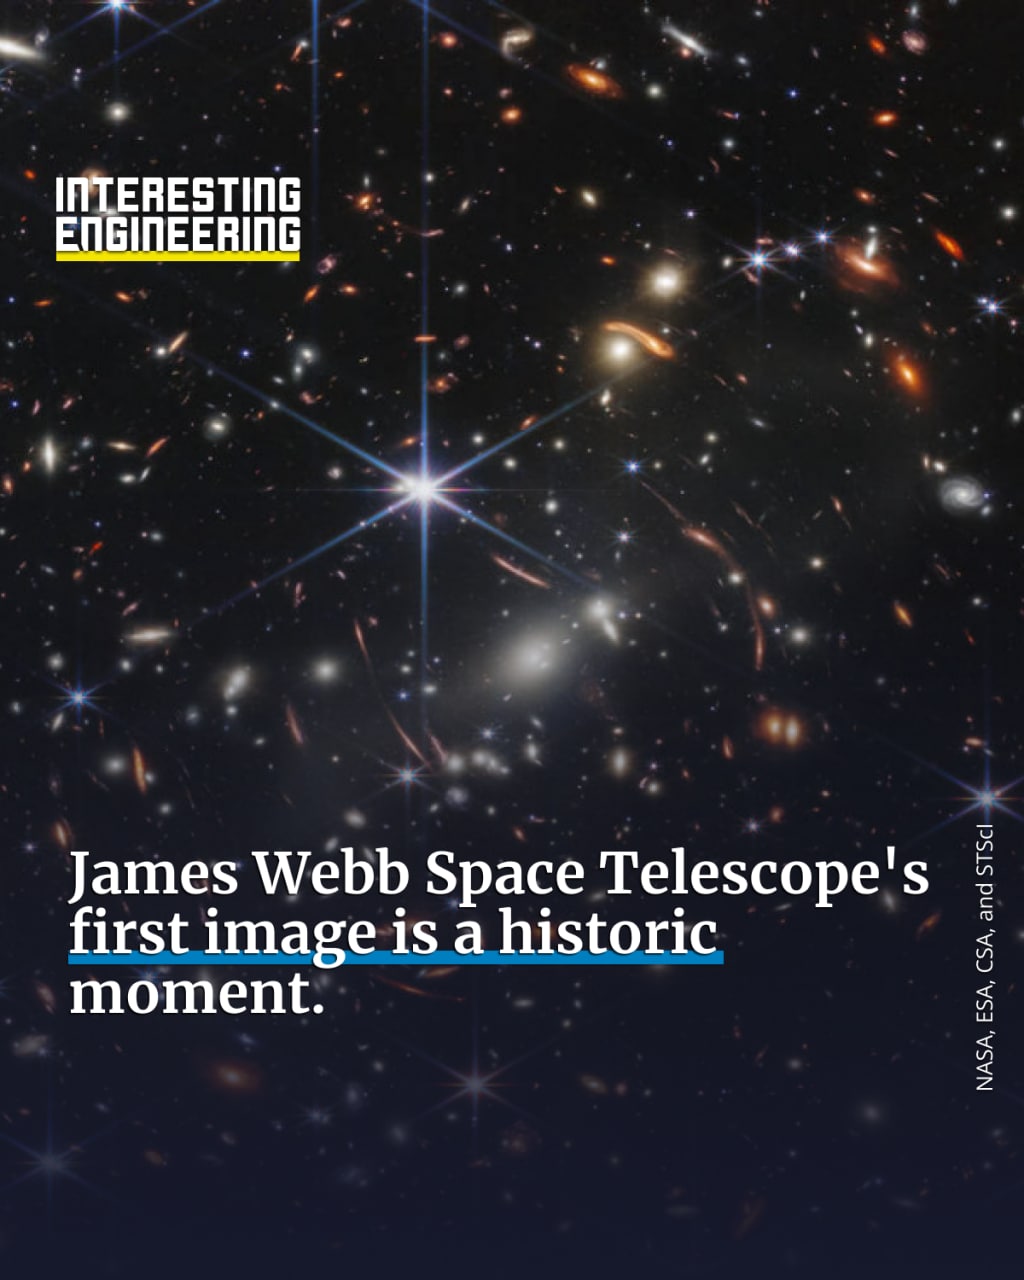 INTERESTING
ENGINEERING
James Webb Space Telescope's
first image is a historic
moment.
NASA, ESA, CSA, and STScI